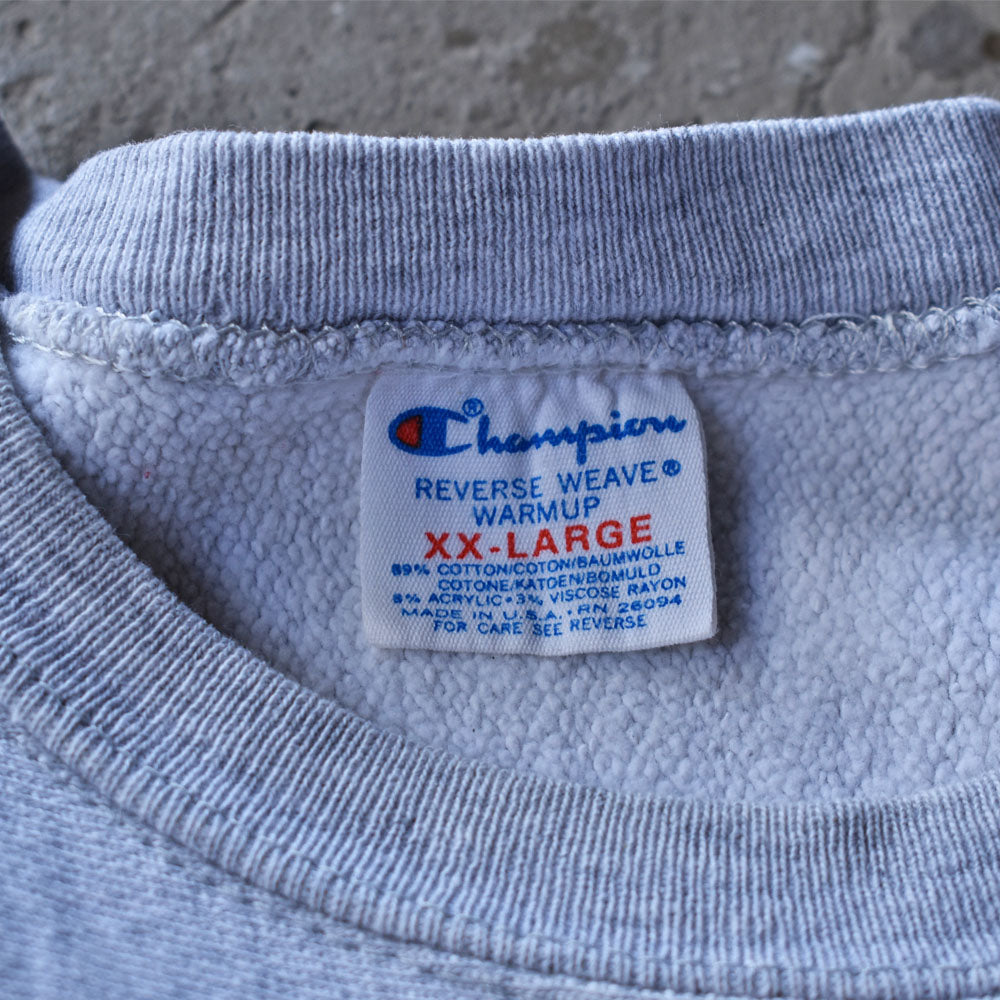 Champion®
REVERSE WEAVE®
WARMUP
XX-LARGE
89% COTTON/COTON/BAUMWOLLE
COTONE/KATOEN/BOMULD
8% ACRYLIC • 3% VISCOSE RAYON
MADE IN U.S.A. • RN 26094
FOR CARE SEE REVERSE